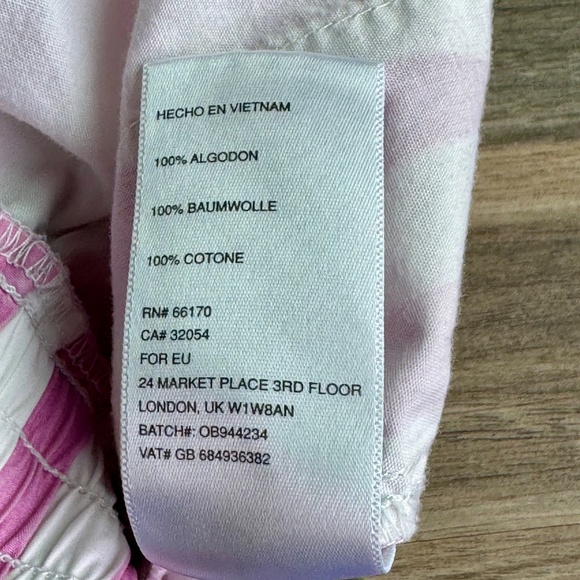 HECHO EN VIETNAM
100% ALGODON
100% BAUMWOLLE
100% COTONE
RN# 66170
CA# 32054
FOR EU
24 MARKET PLACE 3RD FLOOR
LONDON, UK W1W8AN
BATCH#: OB944234
VAT# GB 684936382